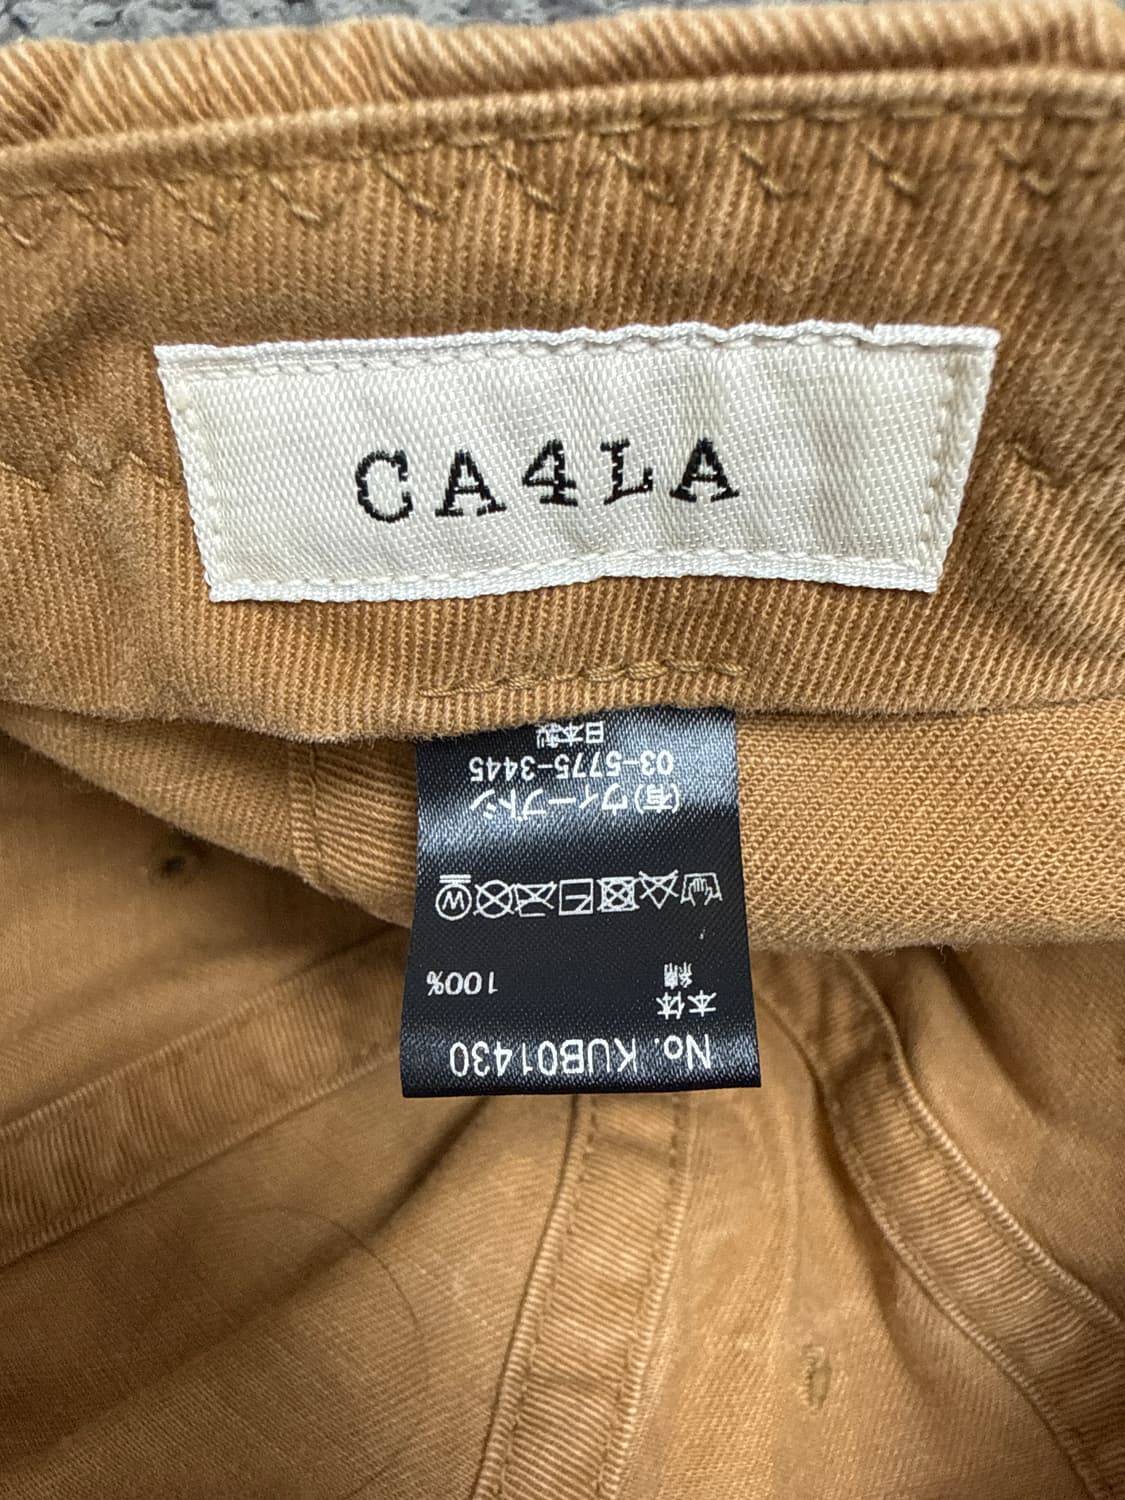 CA4LA
No. KUB01430
本体
綿 100%
(有)ウィーブトシ
03-5775-3445
日本製